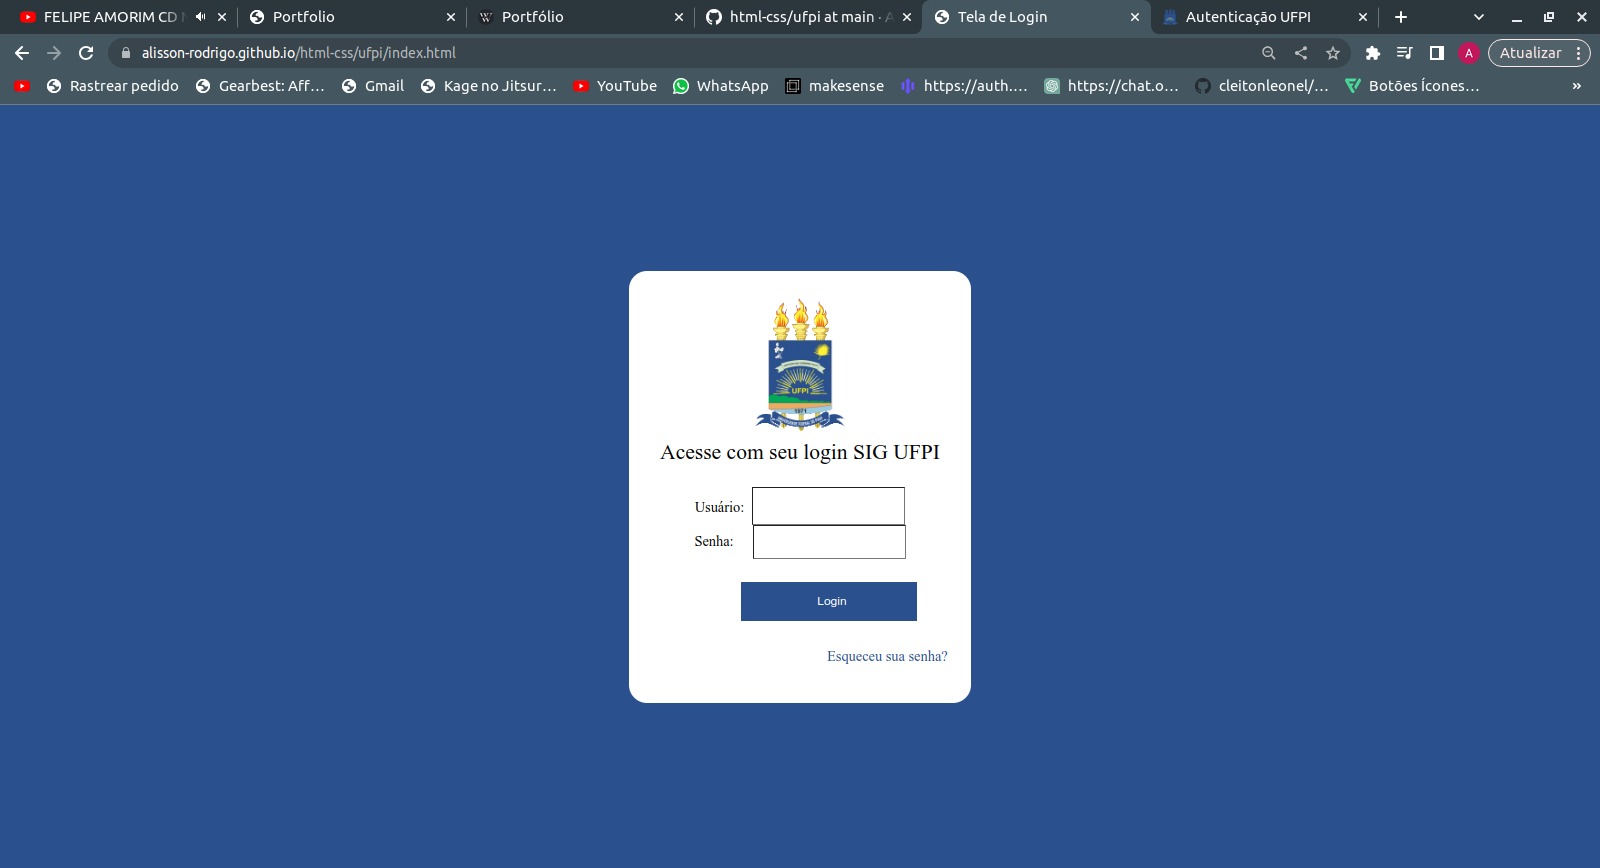 FELIPE AMORIM CD
Portfolio
Portfólio
html-css/ufpi at main · A
Tela de Login
Autenticação UFPI
alisson-rodrigo.github.io/html-css/ufpi/index.html
A
Atualizar
Rastrear pedido
Gearbest: Aff...
Gmail
Kage no Jitsur...
YouTube
WhatsApp
makesense
https://auth....
https://chat.o...
cleitonleonel/...
Botões Ícones...
»
UFPI
1971
Acesse com seu login SIG UFPI
Usuário:
Senha:
Login
Esqueceu sua senha?